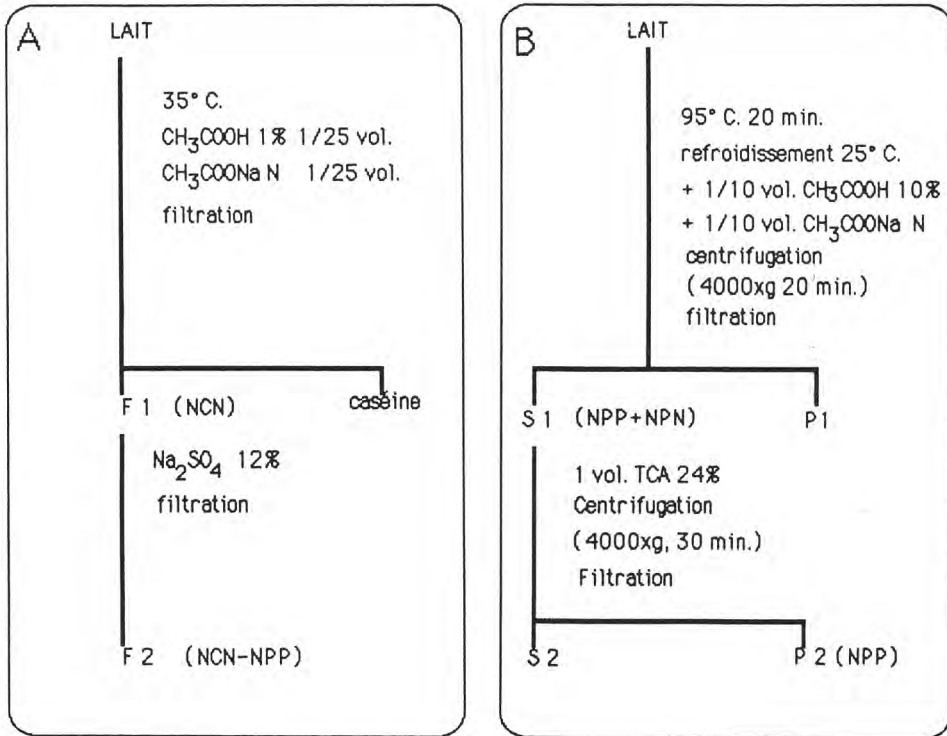 A
LAIT
35° C.
CH₃COOH 1% 1/25 vol.
CH₃COONa N 1/25 vol.
filtration
F 1 (NCN)
caséine
Na₂SO₄ 12%
filtration
F 2 (NCN-NPP)
B
LAIT
95° C. 20 min.
refroidissement 25° C.
+ 1/10 vol. CH₃COOH 10%
+ 1/10 vol. CH₃COONa N
centrifugation
(4000xg 20 min.)
filtration
S 1 (NPP+NPN)
P1
1 vol. TCA 24%
Centrifugation
(4000xg, 30 min.)
Filtration
S 2
P 2 (NPP)